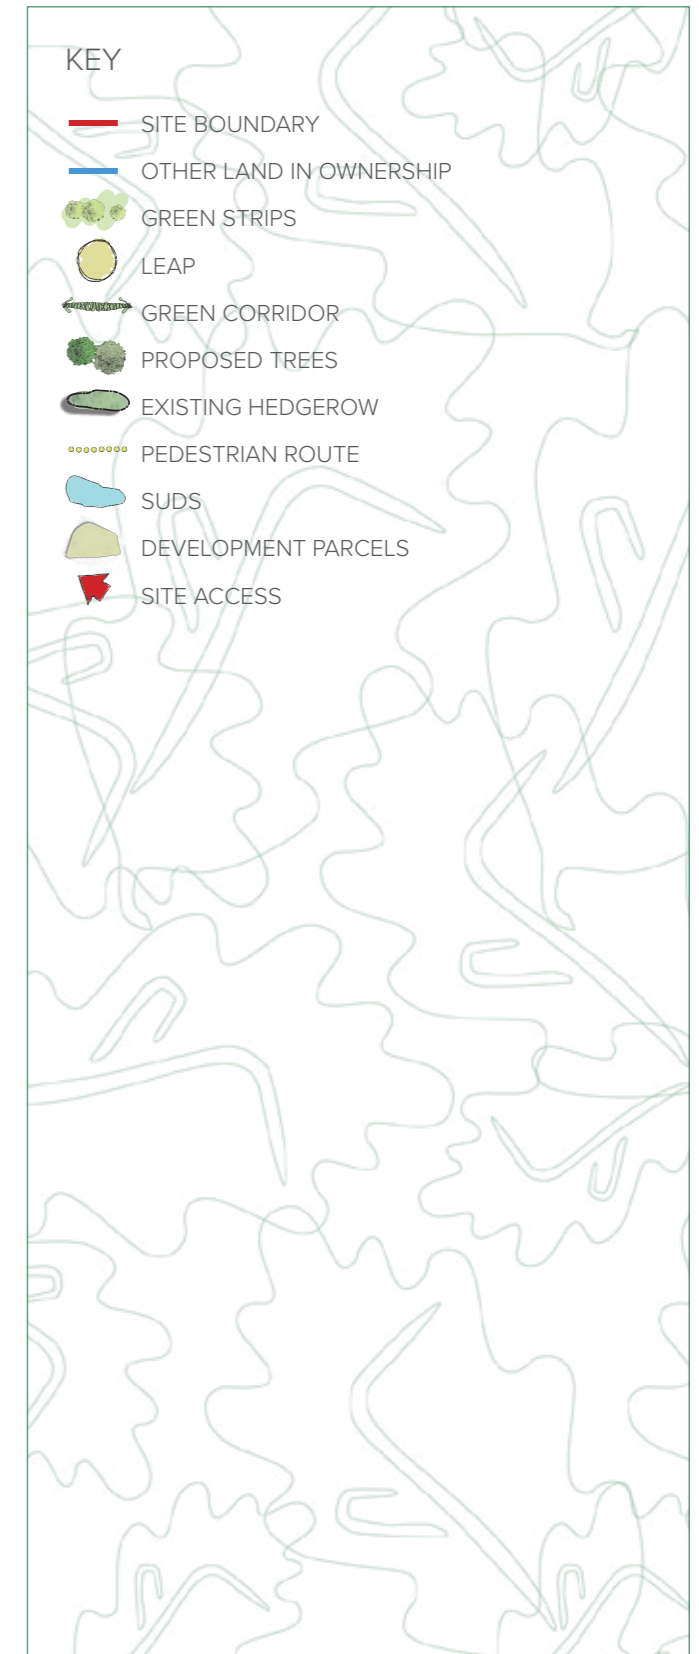 KEY
SITE BOUNDARY
OTHER LAND IN OWNERSHIP
GREEN STRIPS
LEAP
GREEN CORRIDOR
PROPOSED TREES
EXISTING HEDGEROW
PEDESTRIAN ROUTE
SUDS
DEVELOPMENT PARCELS
SITE ACCESS